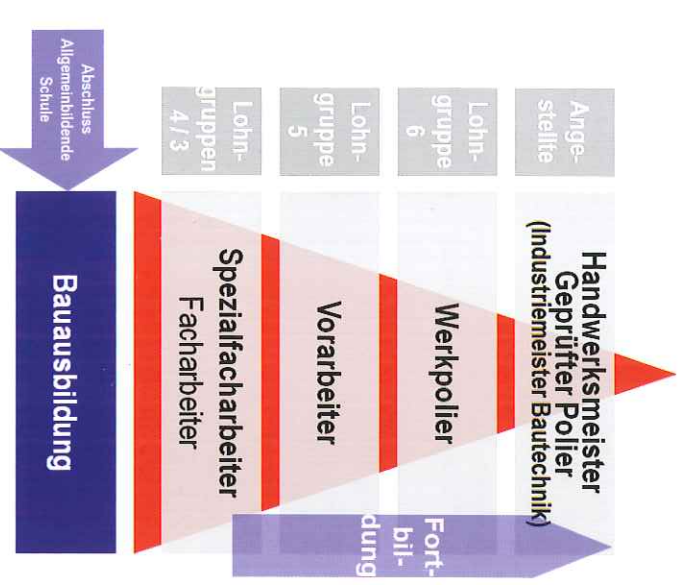 Ange-
stellte
Handwerksmeister
Geprüfter Polier
(Industriemeister Bautechnik)
Lohn-
gruppe
6
Werkpolier
Lohn-
gruppe
5
Vorarbeiter
Lohn-
gruppen
4 / 3
Spezialfacharbeiter
Facharbeiter
Fort-
bil-
dung
Abschluss
Allgemeinbildende
Schule
Bauausbildung